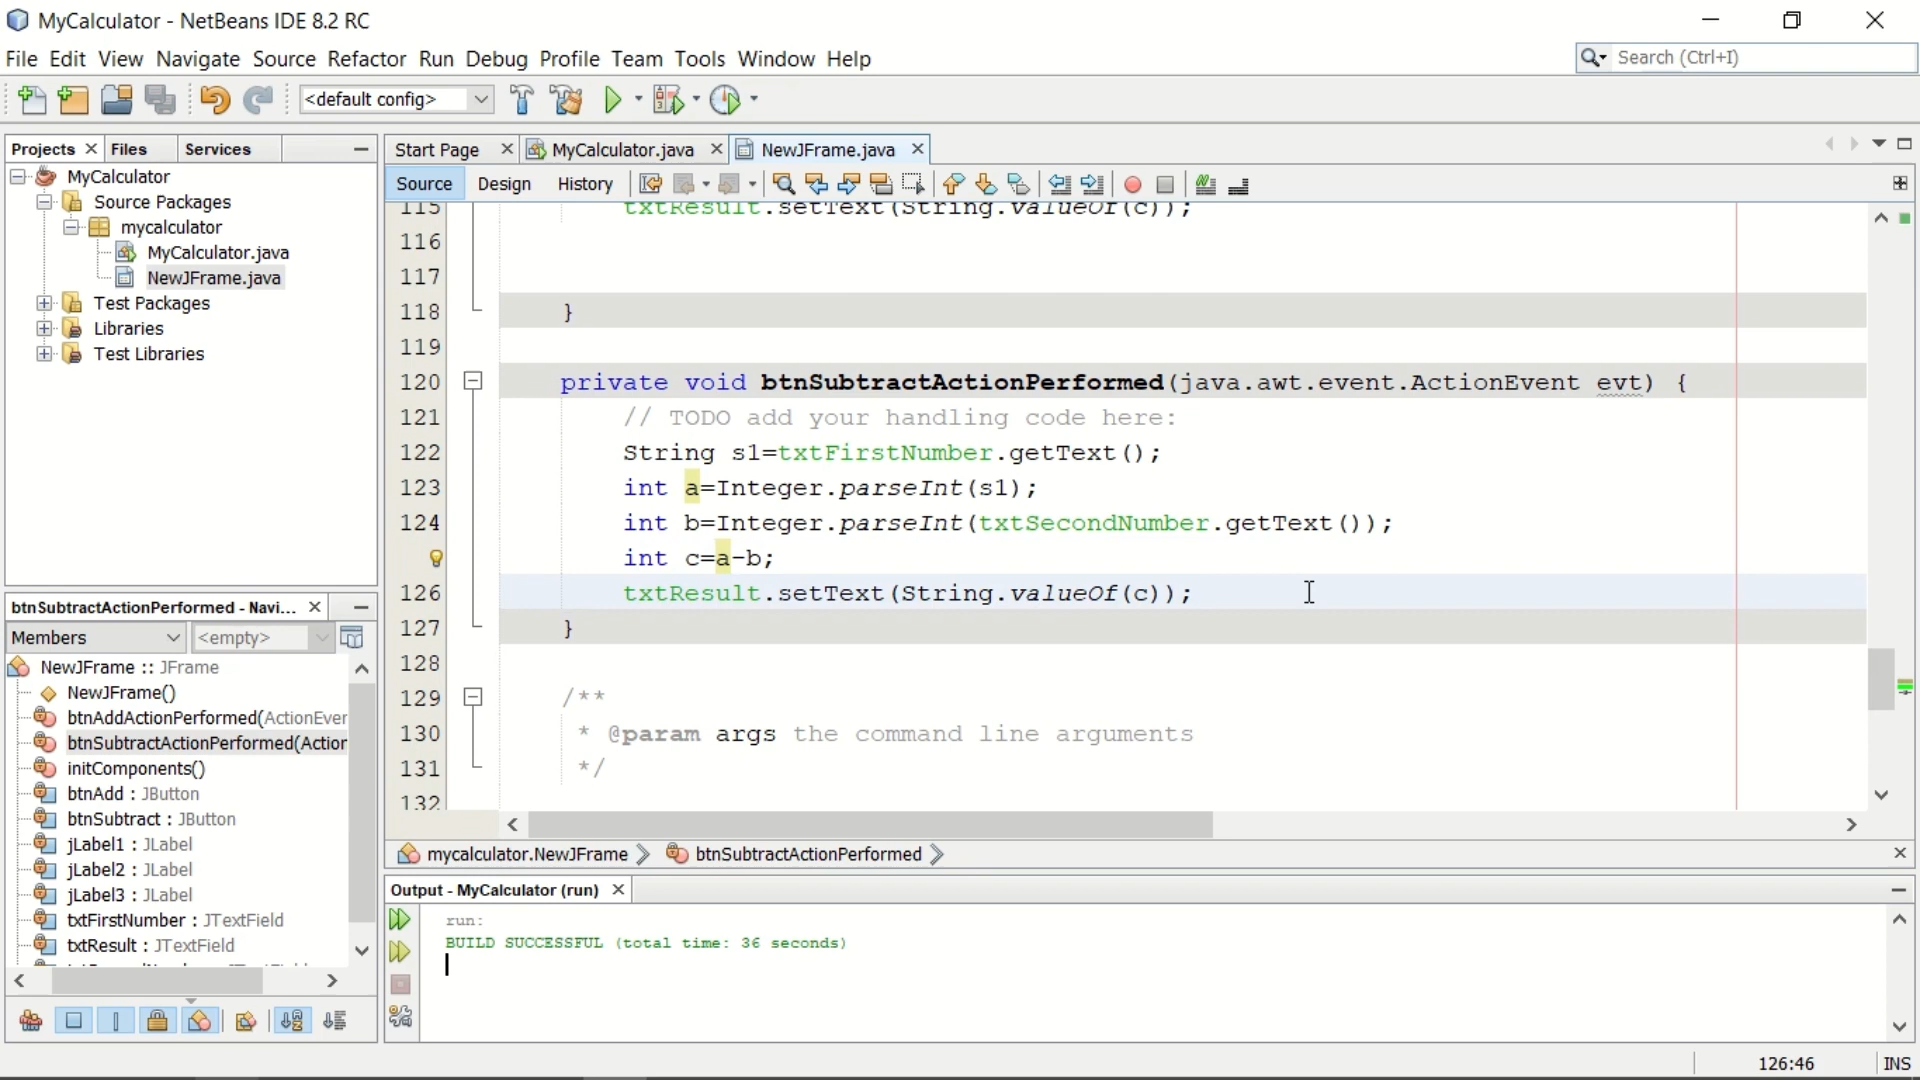 MyCalculator - NetBeans IDE 8.2 RC
File Edit View Navigate Source Refactor Run Debug Profile Team Tools Window Help
Search (Ctrl+I)
<default config>
Projects Files Services
MyCalculator
Source Packages
mycalculator
MyCalculator.java
NewJFrame.java
Test Packages
Libraries
Test Libraries
Start Page MyCalculator.java NewJFrame.java
Source Design History
115 txtResult.setText(String.valueOf(c));
116
117
118 }
119
120 private void btnSubtractActionPerformed(java.awt.event.ActionEvent evt) {
121 // TODO add your handling code here:
122 String s1=txtFirstNumber.getText();
123 int a=Integer.parseInt(s1);
124 int b=Integer.parseInt(txtSecondNumber.getText());
int c=a-b;
126 txtResult.setText(String.valueOf(c));
127 }
128
129 /**
130 * @param args the command line arguments
131 */
132
mycalculator.NewJFrame btnSubtractActionPerformed
btnSubtractActionPerformed - Navi...
Members <empty>
NewJFrame :: JFrame
NewJFrame()
btnAddActionPerformed(ActionEver
btnSubtractActionPerformed(Action
initComponents()
btnAdd : JButton
btnSubtract : JButton
jLabel1 : JLabel
jLabel2 : JLabel
jLabel3 : JLabel
txtFirstNumber : JTextField
txtResult : JTextField
Output - MyCalculator (run)
run:
BUILD SUCCESSFUL (total time: 36 seconds)
126:46 INS